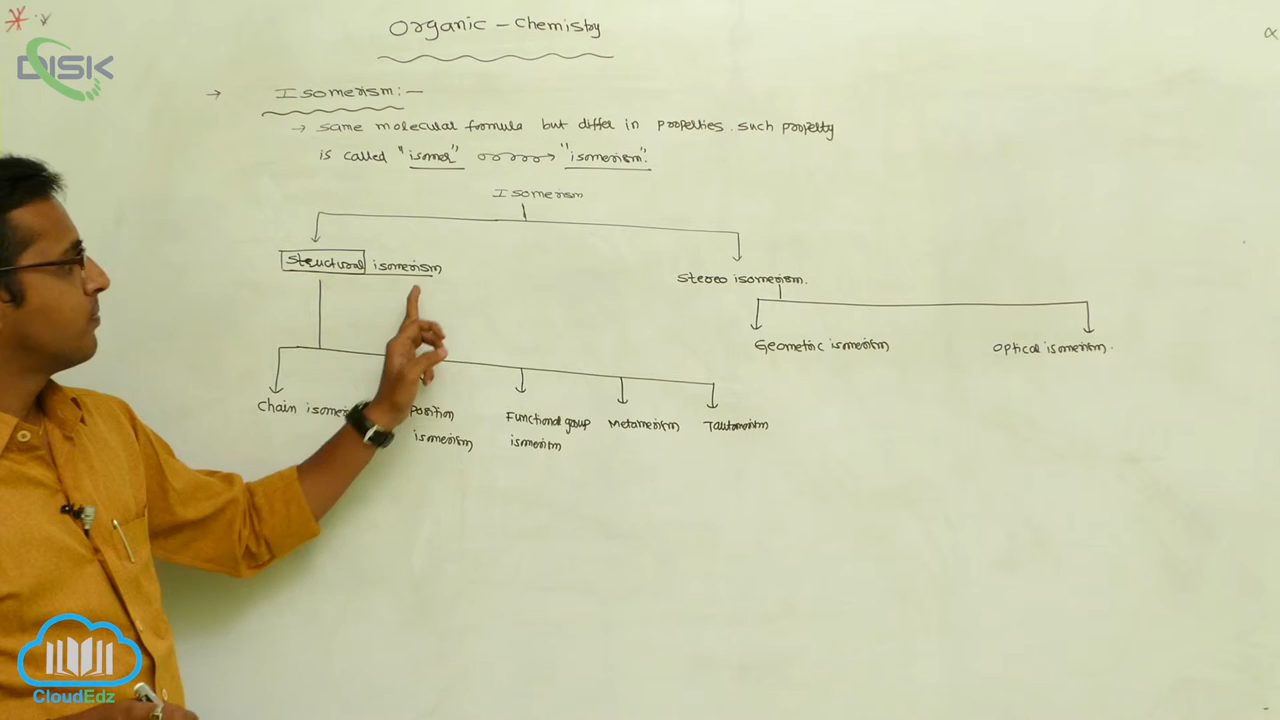 Organic - Chemistry
DISK
→ Isomerism:-
→ same molecular formula but differ in properties. such property
is called "isomer" → "isomerism".
Isomerism
Structural isomerism
Stereo isomerism.
Geometric isomerism
Optical isomerism.
Chain
Position
isomerism
Functional group
isomerism
Metamerism
Tautomerism
α
CloudEdz